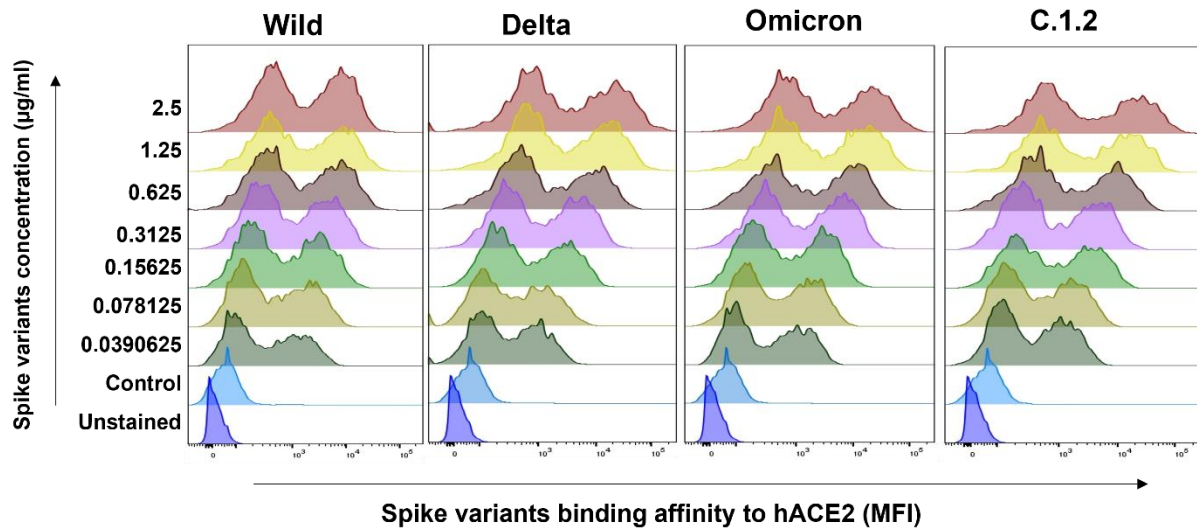 Wild Delta Omicron C.1.2
Spike variants concentration (µg/ml)
2.5
1.25
0.625
0.3125
0.15625
0.078125
0.0390625
Control
Unstained
0 10³ 10⁴ 10⁵ 0 10³ 10⁴ 10⁵ 0 10³ 10⁴ 10⁵ 0 10³ 10⁴ 10⁵
Spike variants binding affinity to hACE2 (MFI)